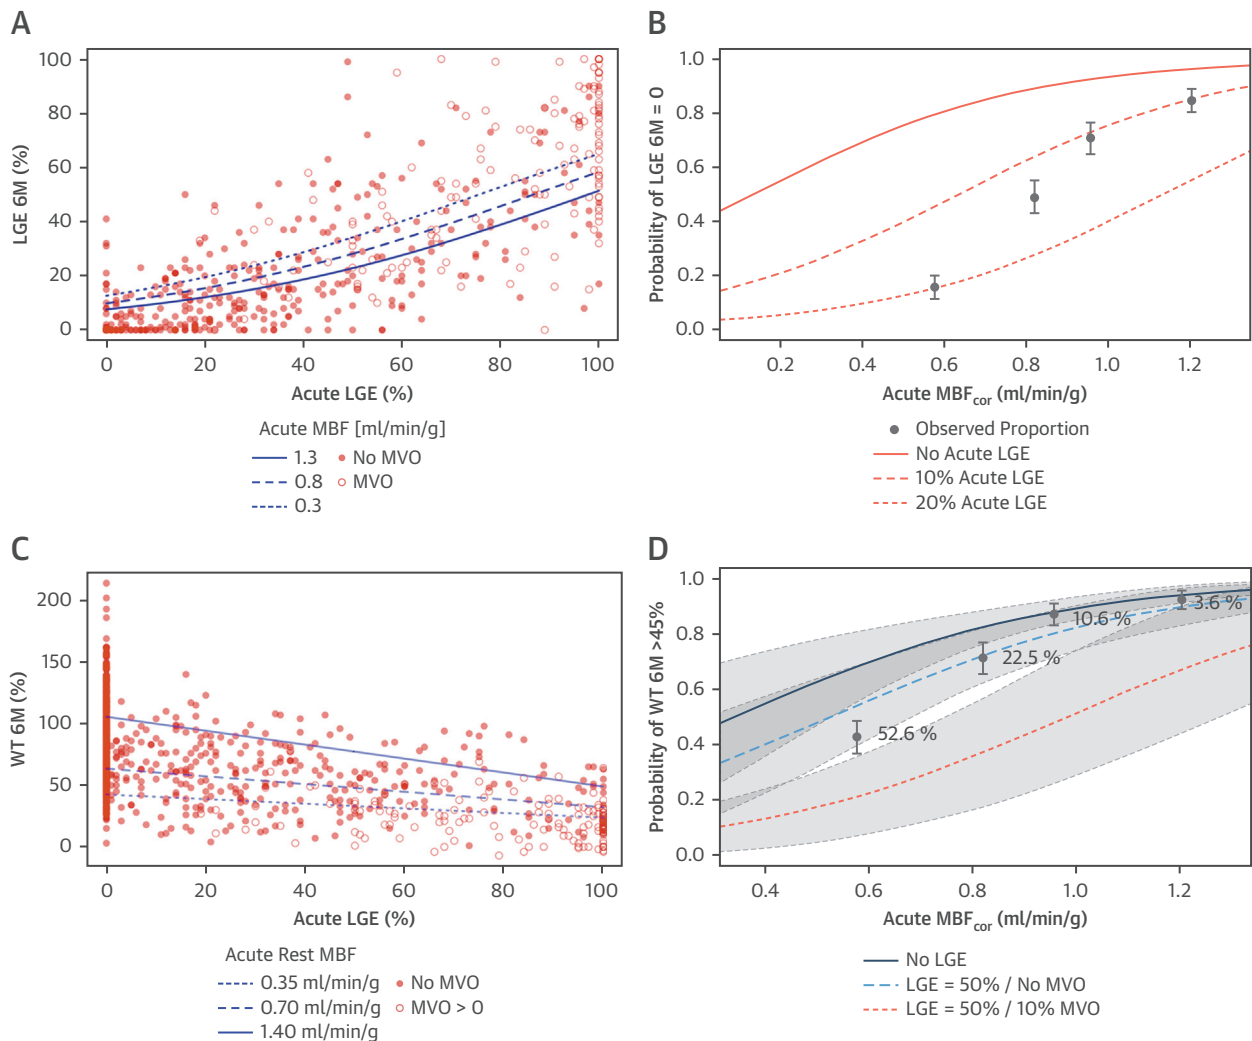 A
100
80
60
40
20
0
LGE 6M (%)
0 20 40 60 80 100
Acute LGE (%)
Acute MBF [ml/min/g]
1.3 No MVO
0.8 MVO
0.3
B
1.0
0.8
0.6
0.4
0.2
0.0
Probability of LGE 6M = 0
0.2 0.4 0.6 0.8 1.0 1.2
Acute MBFcor (ml/min/g)
Observed Proportion
No Acute LGE
10% Acute LGE
20% Acute LGE
C
200
150
100
50
0
WT 6M (%)
0 20 40 60 80 100
Acute LGE (%)
Acute Rest MBF
0.35 ml/min/g No MVO
0.70 ml/min/g MVO > 0
1.40 ml/min/g
D
1.0
0.8
0.6
0.4
0.2
0.0
Probability of WT 6M >45%
3.6 %
10.6 %
22.5 %
52.6 %
0.4 0.6 0.8 1.0 1.2
Acute MBFcor (ml/min/g)
No LGE
LGE = 50% / No MVO
LGE = 50% / 10% MVO